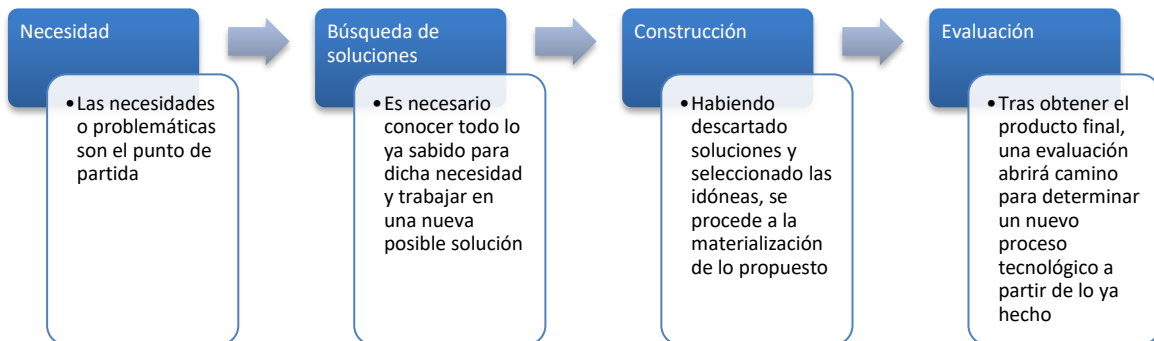 Necesidad
•Las necesidades
o problemáticas
son el punto de
partida
Búsqueda de
soluciones
•Es necesario
conocer todo lo
ya sabido para
dicha necesidad
y trabajar en
una nueva
posible solución
Construcción
•Habiendo
descartado
soluciones y
seleccionado las
idóneas, se
procede a la
materialización
de lo propuesto
Evaluación
•Tras obtener el
producto final,
una evaluación
abrirá camino
para determinar
un nuevo
proceso
tecnológico a
partir de lo ya
hecho